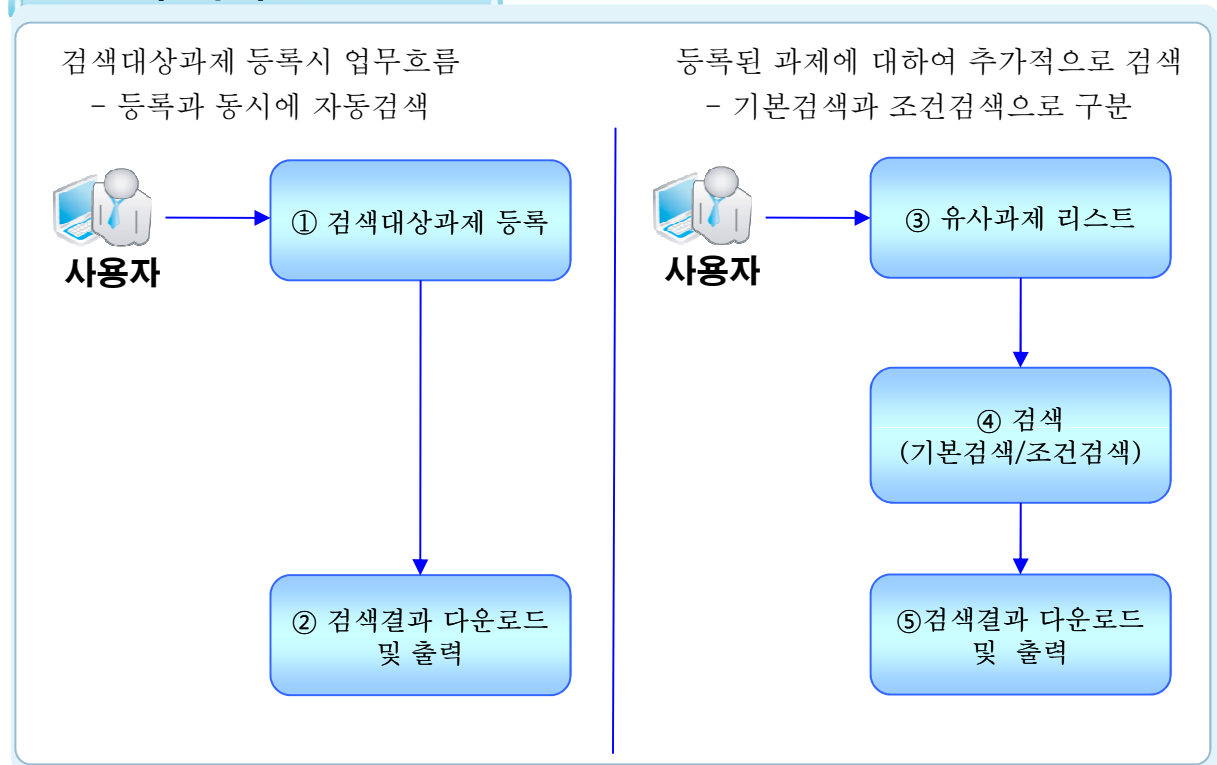 검색대상과제 등록시 업무흐름
- 등록과 동시에 자동검색
사용자
① 검색대상과제 등록
② 검색결과 다운로드
및 출력
등록된 과제에 대하여 추가적으로 검색
- 기본검색과 조건검색으로 구분
사용자
③ 유사과제 리스트
④ 검색
(기본검색/조건검색)
⑤검색결과 다운로드
및 출력